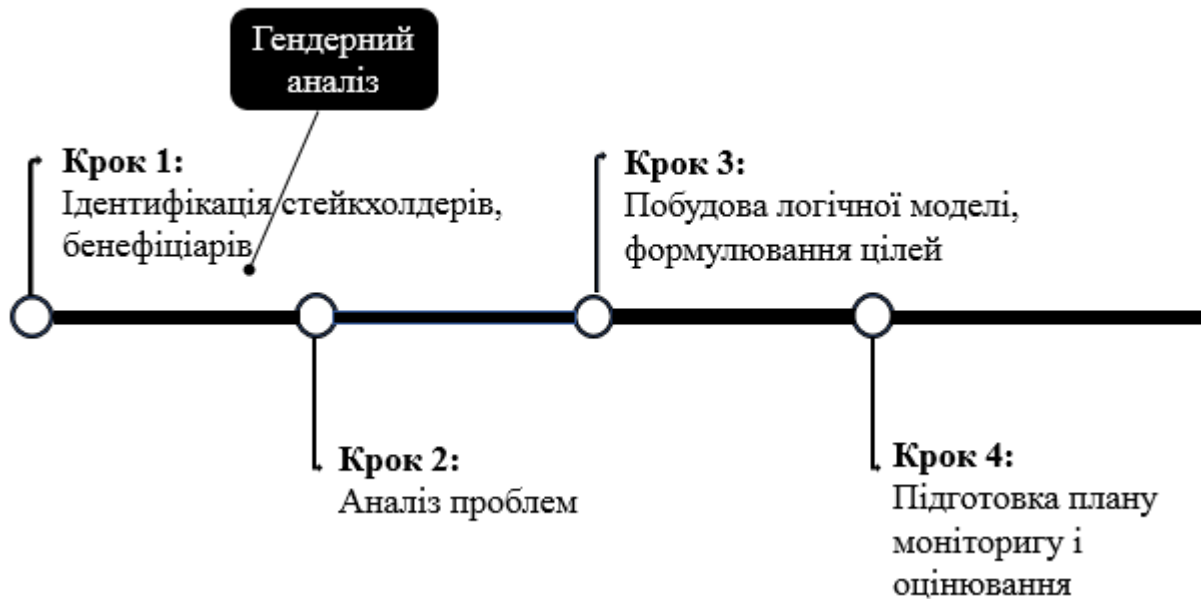 Гендерний
аналіз
Крок 1:
Ідентифікація стейкхолдерів,
бенефіціарів
Крок 3:
Побудова логічної моделі,
формулювання цілей
Крок 2:
Аналіз проблем
Крок 4:
Підготовка плану
моніторигу і
оцінювання